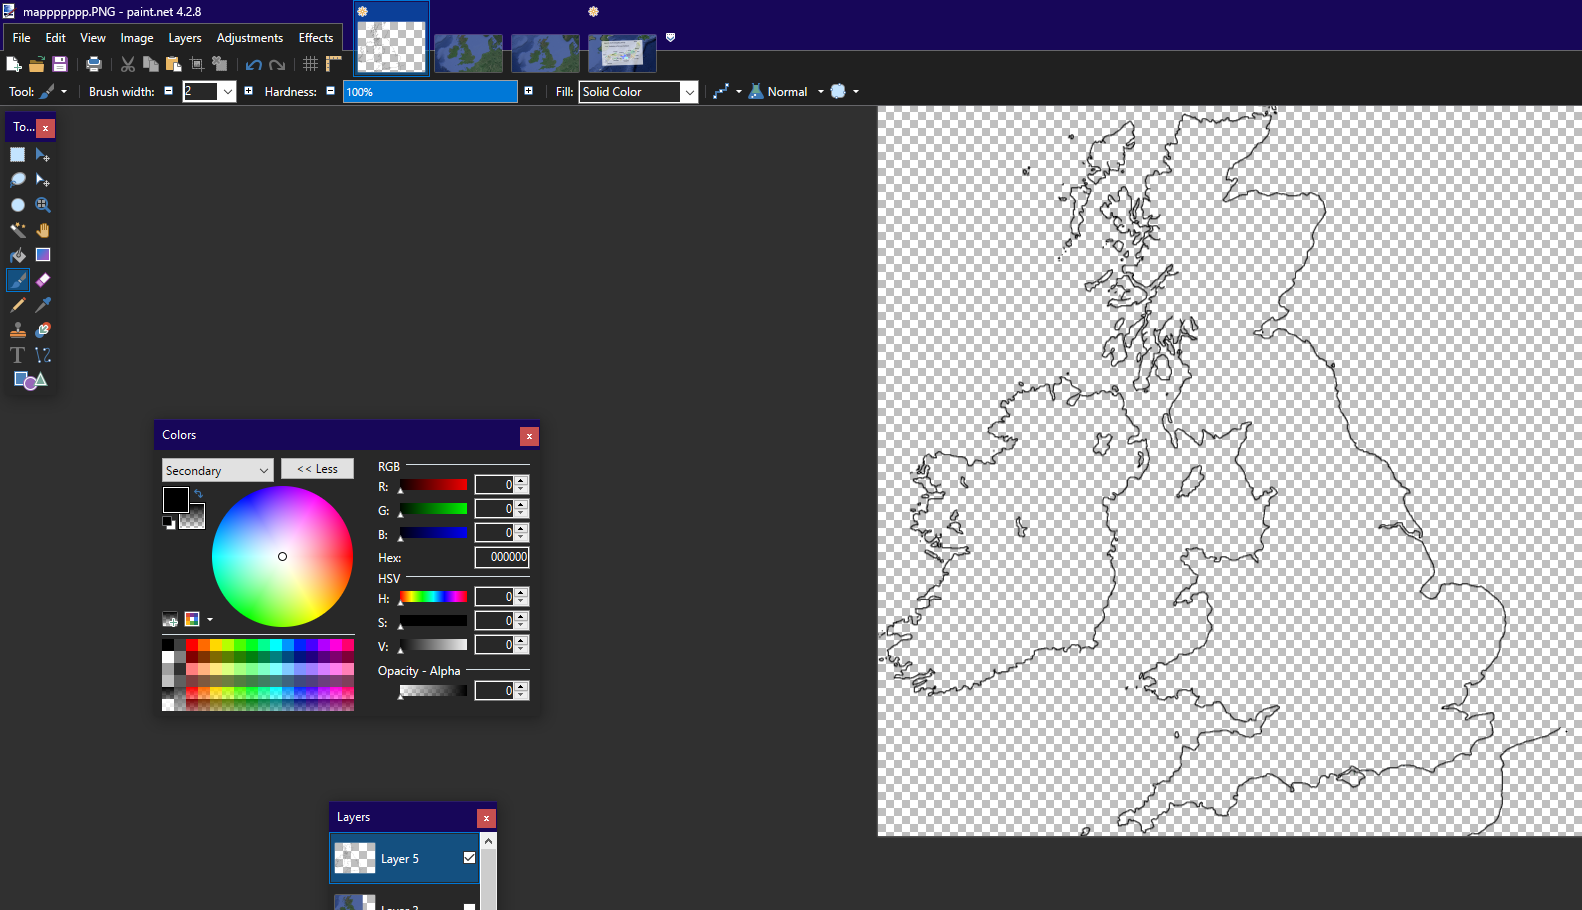 mappppppp.PNG - paint.net 4.2.8
File Edit View Image Layers Adjustments Effects
Tool: Brush width: 2 Hardness: 100% Fill: Solid Color Normal
To... x
Colors x
Secondary << Less
RGB
R: 0
G: 0
B: 0
Hex: 000000
HSV
H: 0
S: 0
V: 0
Opacity - Alpha
0
Layers x
Layer 5